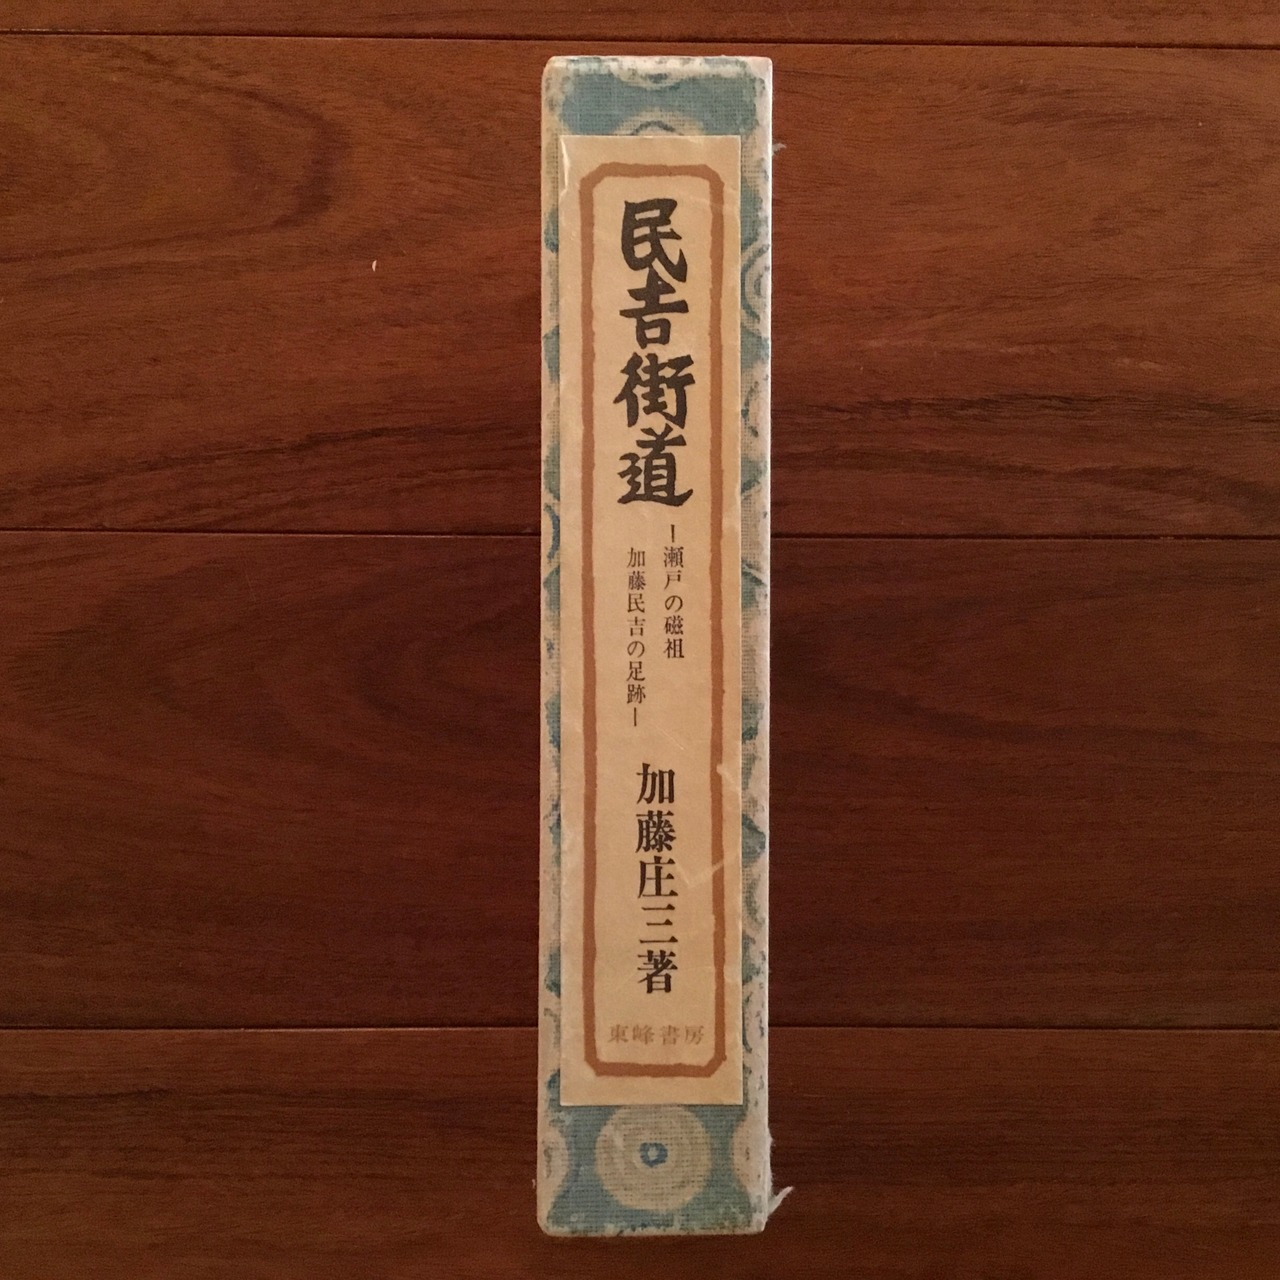 民吉街道
—瀬戸の磁祖
加藤民吉の足跡—
加藤庄三著
東峰書房